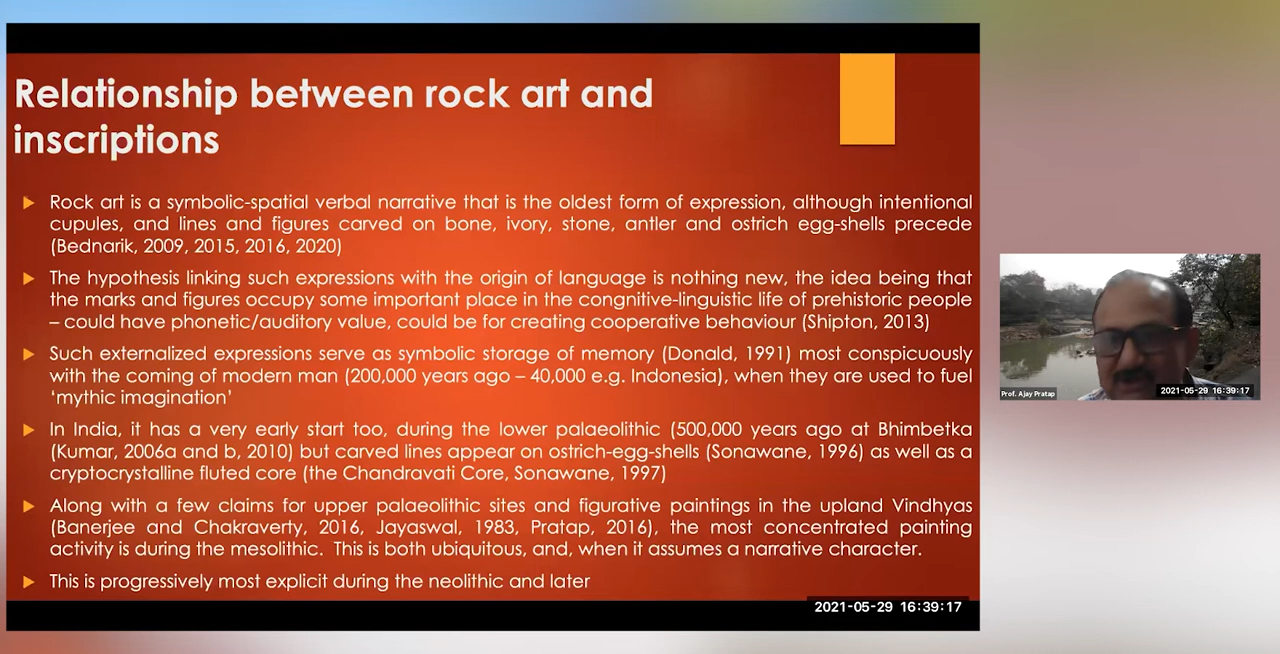 Relationship between rock art and
inscriptions
Rock art is a symbolic-spatial verbal narrative that is the oldest form of expression, although intentional
cupules, and lines and figures carved on bone, ivory, stone, antler and ostrich egg-shells precede
(Bednarik, 2009, 2015, 2016, 2020)
The hypothesis linking such expressions with the origin of language is nothing new, the idea being that
the marks and figures occupy some important place in the congnitive-linguistic life of prehistoric people
– could have phonetic/auditory value, could be for creating cooperative behaviour (Shipton, 2013)
Such externalized expressions serve as symbolic storage of memory (Donald, 1991) most conspicuously
with the coming of modern man (200,000 years ago – 40,000 e.g. Indonesia), when they are used to fuel
‘mythic imagination’
In India, it has a very early start too, during the lower palaeolithic (500,000 years ago at Bhimbetka
(Kumar, 2006a and b, 2010) but carved lines appear on ostrich-egg-shells (Sonawane, 1996) as well as a
cryptocrystalline fluted core (the Chandravati Core, Sonawane, 1997)
Along with a few claims for upper palaeolithic sites and figurative paintings in the upland Vindhyas
(Banerjee and Chakraverty, 2016, Jayaswal, 1983, Pratap, 2016), the most concentrated painting
activity is during the mesolithic. This is both ubiquitous, and, when it assumes a narrative character.
This is progressively most explicit during the neolithic and later
2021-05-29 16:39:17
Prof. Ajay Pratap
2021-05-29 16:39:17